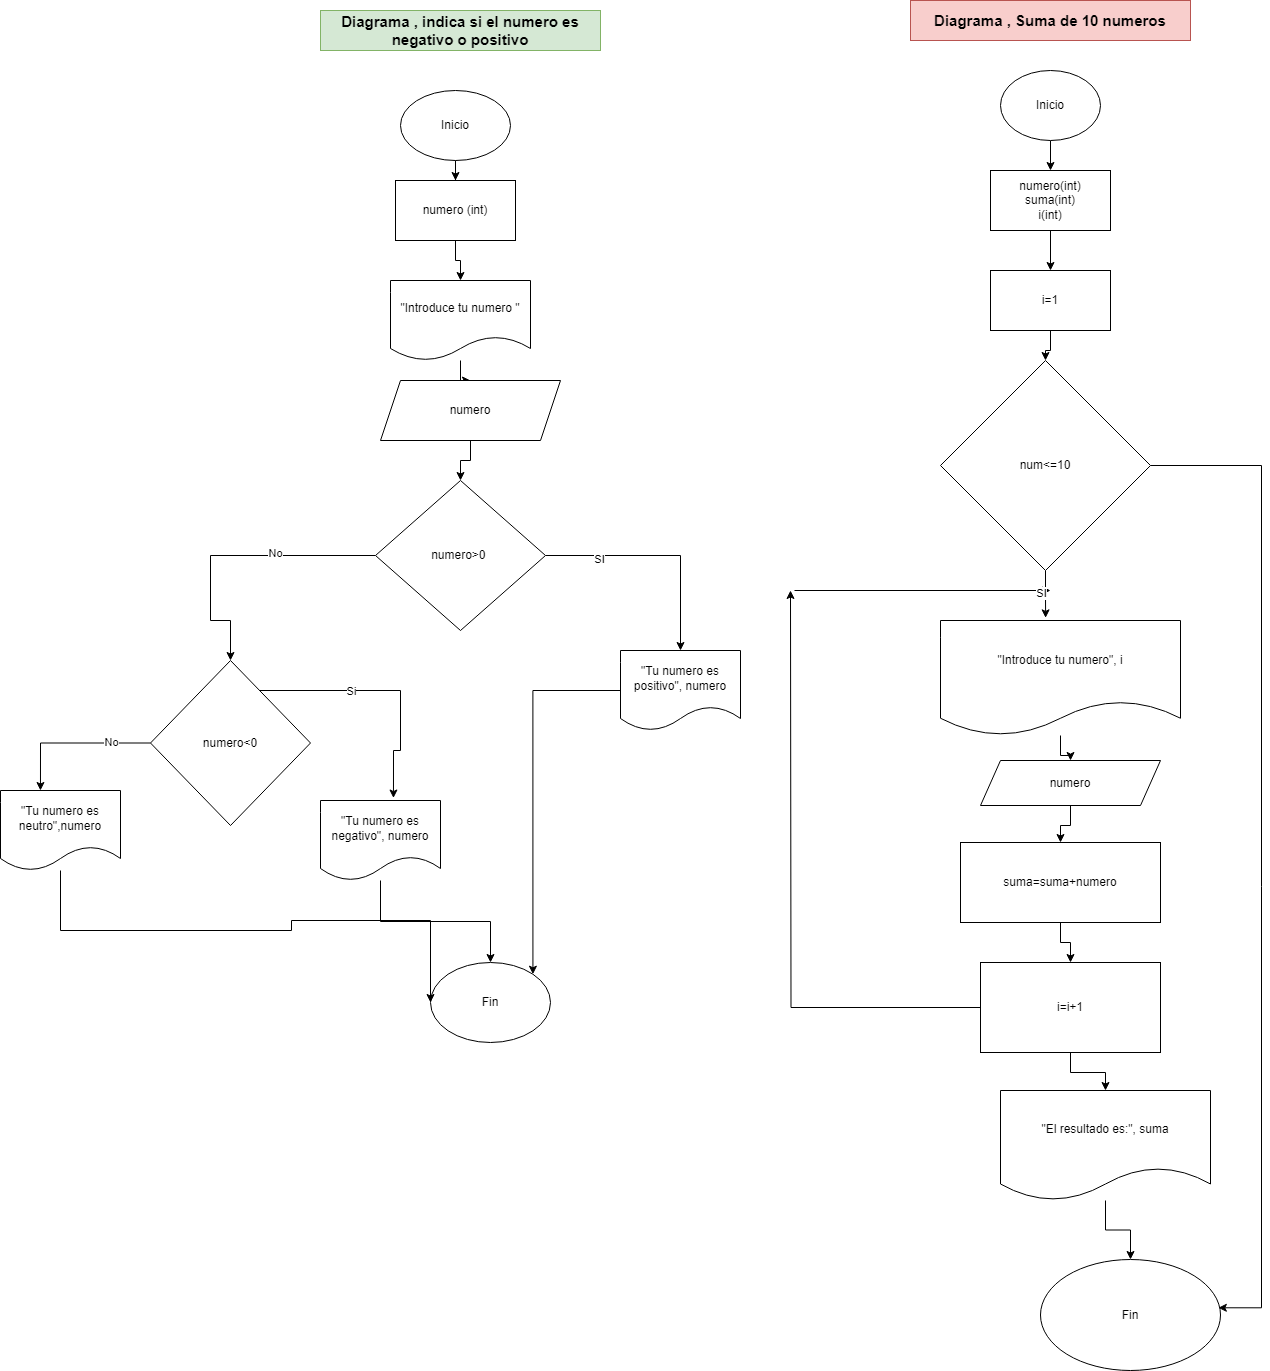 Diagrama , indica si el numero es
negativo o positivo
Inicio
numero (int)
"Introduce tu numero "
numero
numero>0
No
SI
"Tu numero es
positivo", numero
numero<0
Si
No
"Tu numero es
neutro",numero
"Tu numero es
negativo", numero
Fin
Diagrama , Suma de 10 numeros
Inicio
numero(int)
suma(int)
i(int)
i=1
num<=10
SI
"Introduce tu numero", i
numero
suma=suma+numero
i=i+1
"El resultado es:", suma
Fin